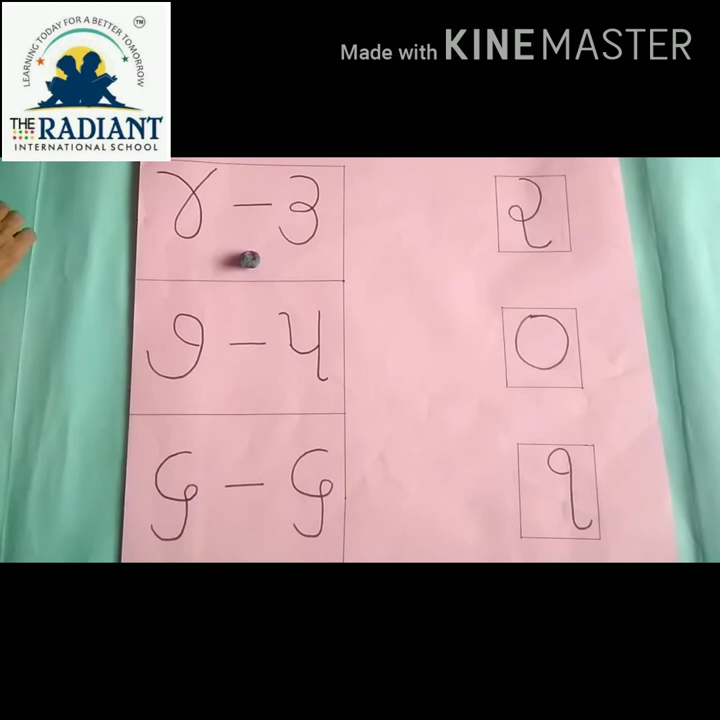 LEARNING TODAY FOR A BETTER TOMORROW
TM
THE RADIANT
INTERNATIONAL SCHOOL
Made with KINEMASTER
૪ – ૩
૨
૭ – ૫
૦
૬ – ૬
૧